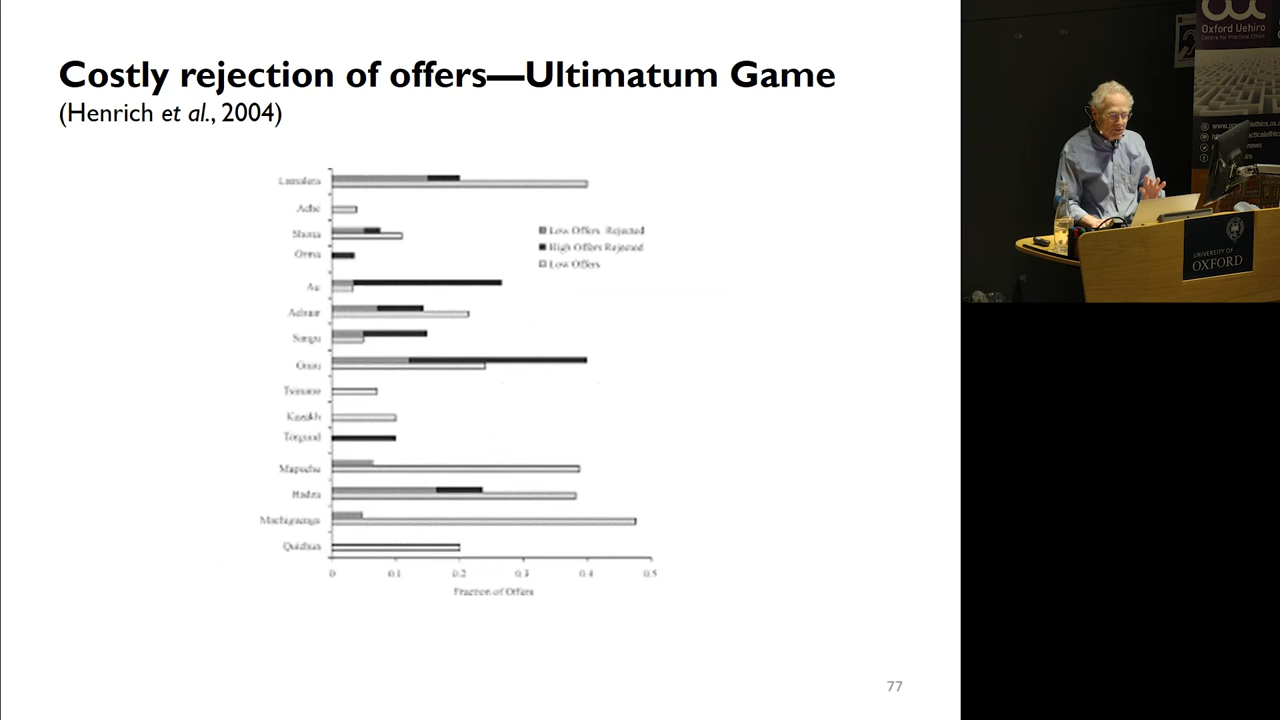 Costly rejection of offers—Ultimatum Game
(Henrich et al., 2004)
Lamalera
Aché
Shona
Orma
Au
Achuar
Sangu
Gnau
Tsimane
Kazakh
Torguud
Mapuche
Hadza
Machiguenga
Quichua
Low Offers Rejected
High Offers Rejected
Low Offers
0
0.1
0.2
0.3
0.4
0.5
Fraction of Offers
77
Oxford Uehiro
Centre for Practical Ethics
UNIVERSITY OF
OXFORD